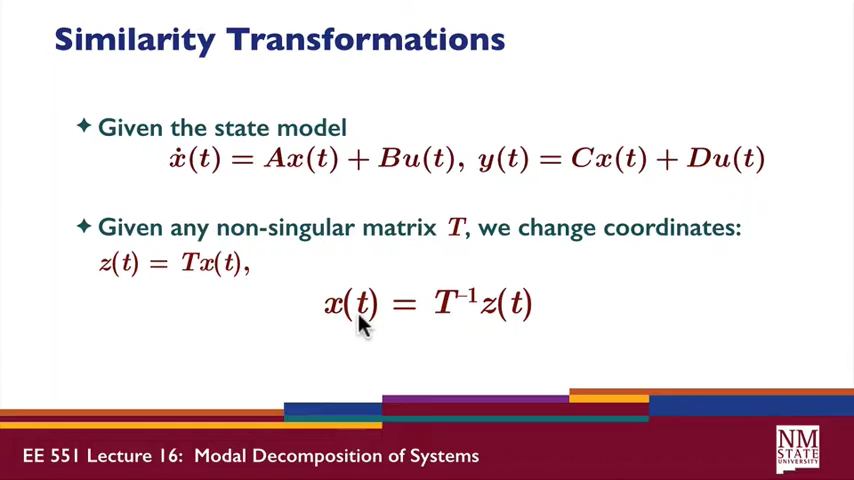 Similarity Transformations
✦ Given the state model
ẋ(t) = Ax(t) + Bu(t), y(t) = Cx(t) + Du(t)
✦ Given any non-singular matrix T, we change coordinates:
z(t) = Tx(t),
x(t) = T⁻¹z(t)
EE 551 Lecture 16: Modal Decomposition of Systems
NM
STATE
UNIVERSITY